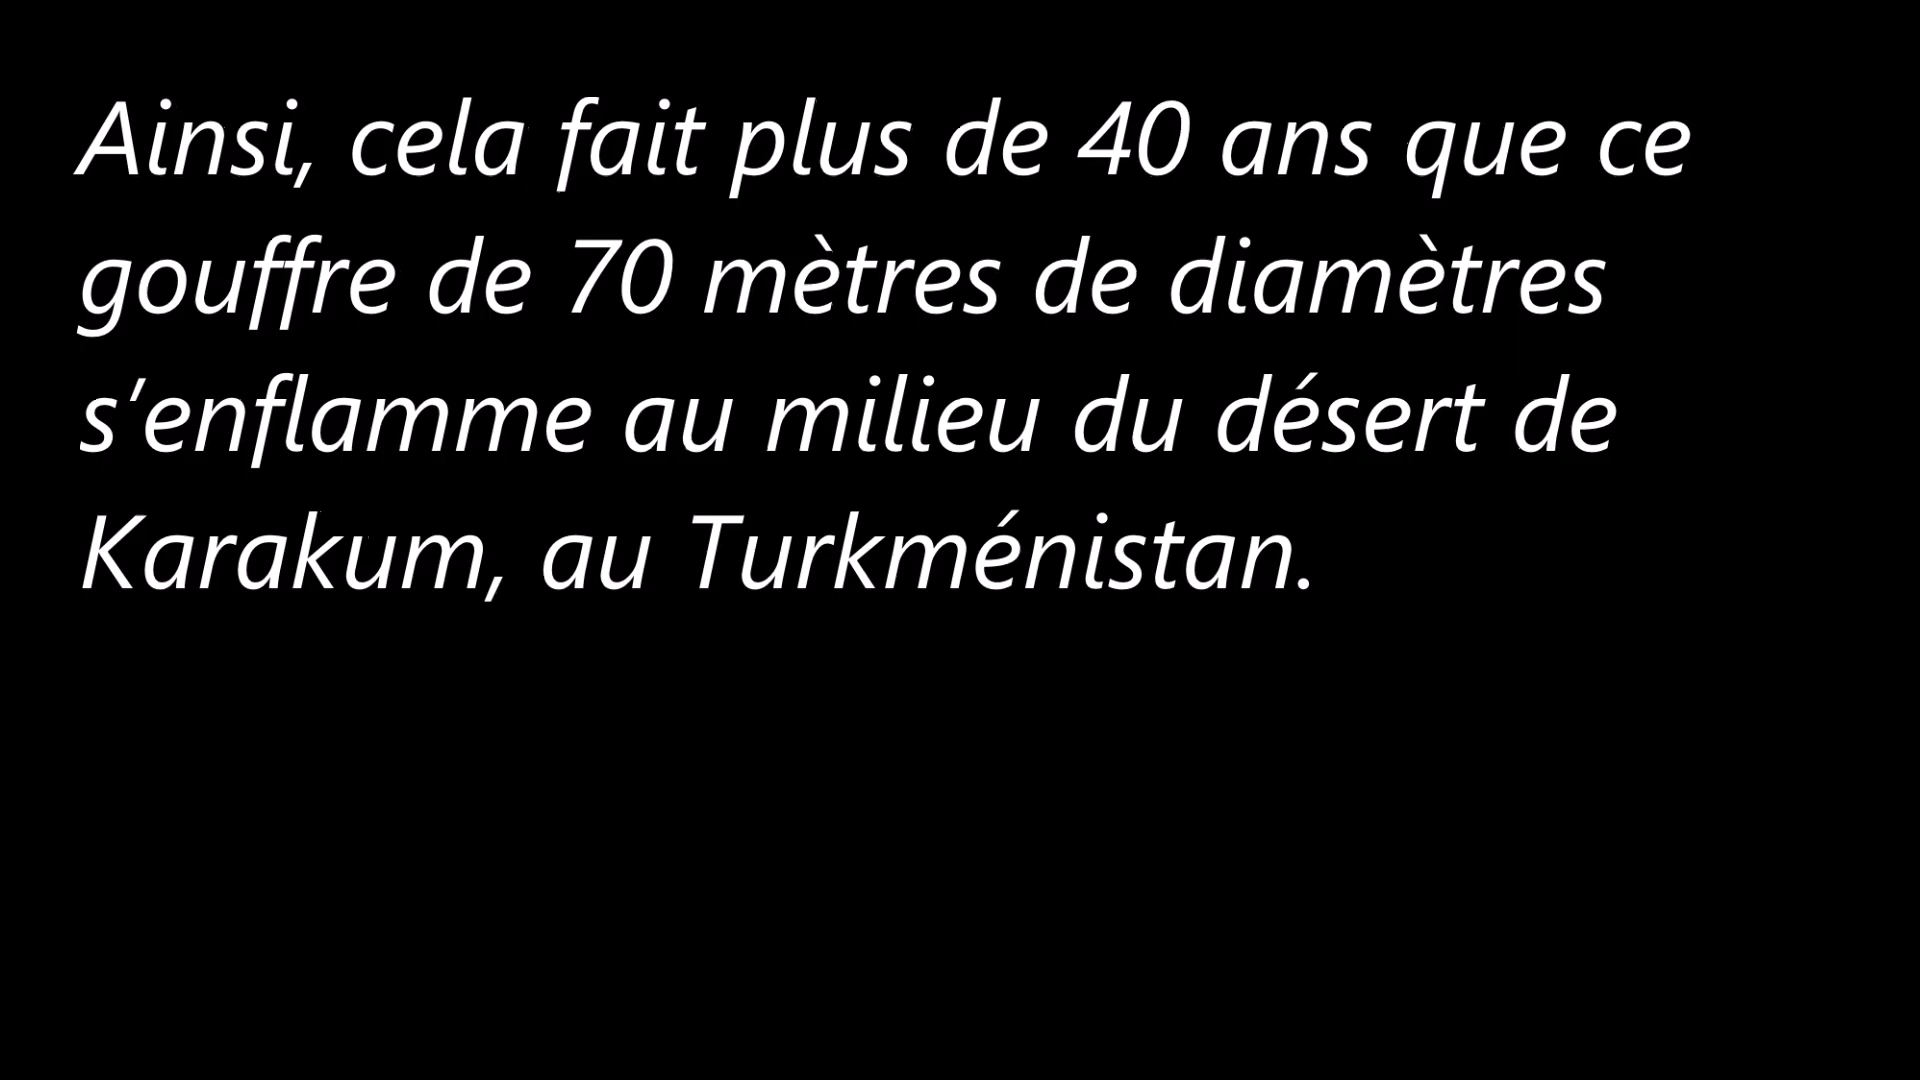 Ainsi, cela fait plus de 40 ans que ce
gouffre de 70 mètres de diamètres
s’enflamme au milieu du désert de
Karakum, au Turkménistan.